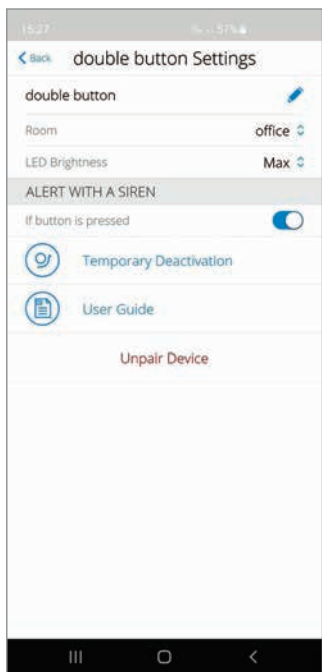 15:27 57%
Back double button Settings
double button
Room office
LED Brightness Max
ALERT WITH A SIREN
If button is pressed
Temporary Deactivation
User Guide
Unpair Device